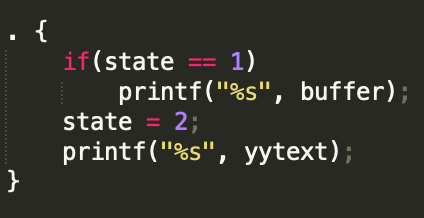 . {
    if(state == 1)
        printf("%s", buffer);
    state = 2;
    printf("%s", yytext);
}